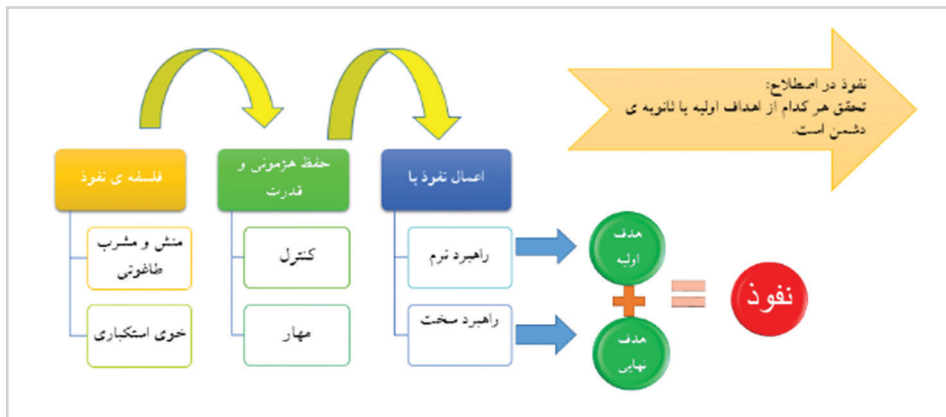 نفوذ در اصطلاح:
تحقق هر کدام از اهداف اولیه یا ثانویه ی
دشمن است.
فلسفه ی نفوذ
منش و مشرب
طاغوتی
خوی استکباری
حفظ هژمونی و
قدرت
کنترل
مهار
اعمال نفوذ با
راهبرد نرم
راهبرد سخت
هدف
اولیه
+
هدف
نهایی
=
نفوذ